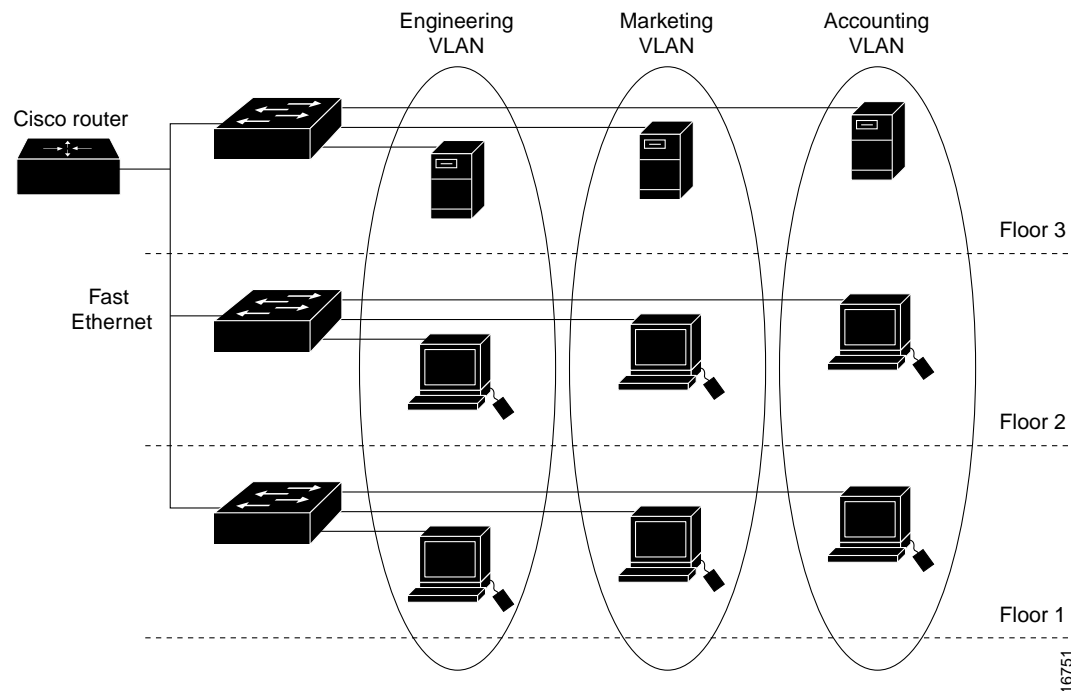 Engineering
VLAN
Marketing
VLAN
Accounting
VLAN
Cisco router
Floor 3
Fast
Ethernet
Floor 2
Floor 1
16751